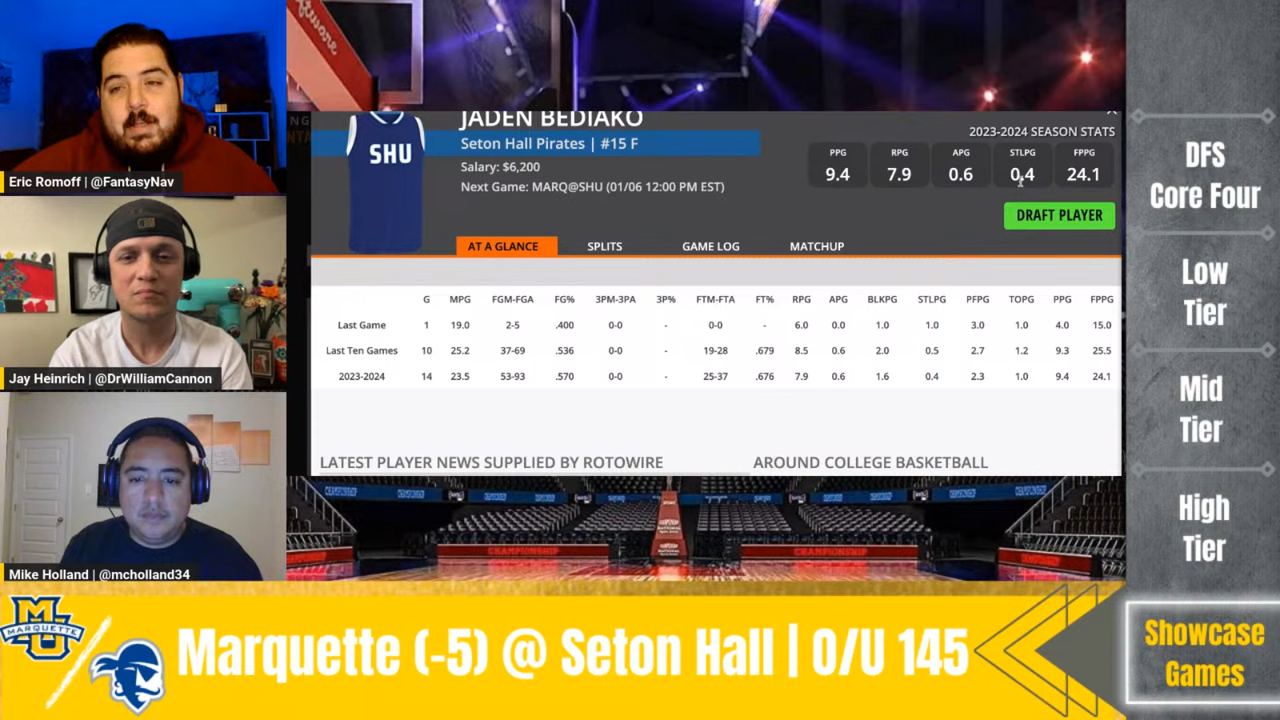 Eric Romoff | @FantasyNav
Jay Heinrich | @DrWilliamCannon
Mike Holland | @mcholland34
JADEN BEDIAKO
Seton Hall Pirates | #15 F
Salary: $6,200
Next Game: MARQ@SHU (01/06 12:00 PM EST)
SHU
2023-2024 SEASON STATS
PPG RPG APG STLPG FPPG
9.4 7.9 0.6 0.4 24.1
DRAFT PLAYER
AT A GLANCE SPLITS GAME LOG MATCHUP
G MPG FGM-FGA FG% 3PM-3PA 3P% FTM-FTA FT% RPG APG BLKPG STLPG PFPG TOPG PPG FPPG
Last Game 1 19.0 2-5 .400 0-0 - 0-0 - 6.0 0.0 1.0 1.0 3.0 1.0 4.0 15.0
Last Ten Games 10 25.2 37-69 .536 0-0 - 19-28 .679 8.5 0.6 2.0 0.5 2.7 1.2 9.3 25.5
2023-2024 14 23.5 53-93 .570 0-0 - 25-37 .676 7.9 0.6 1.6 0.4 2.3 1.0 9.4 24.1
LATEST PLAYER NEWS SUPPLIED BY ROTOWIRE
AROUND COLLEGE BASKETBALL
CHAMPIONSHIP
CHAMPIONSHIP
DFS
Core Four
Low
Tier
Mid
Tier
High
Tier
Showcase
Games
MARQUETTE
Marquette (-5) @ Seton Hall | O/U 145